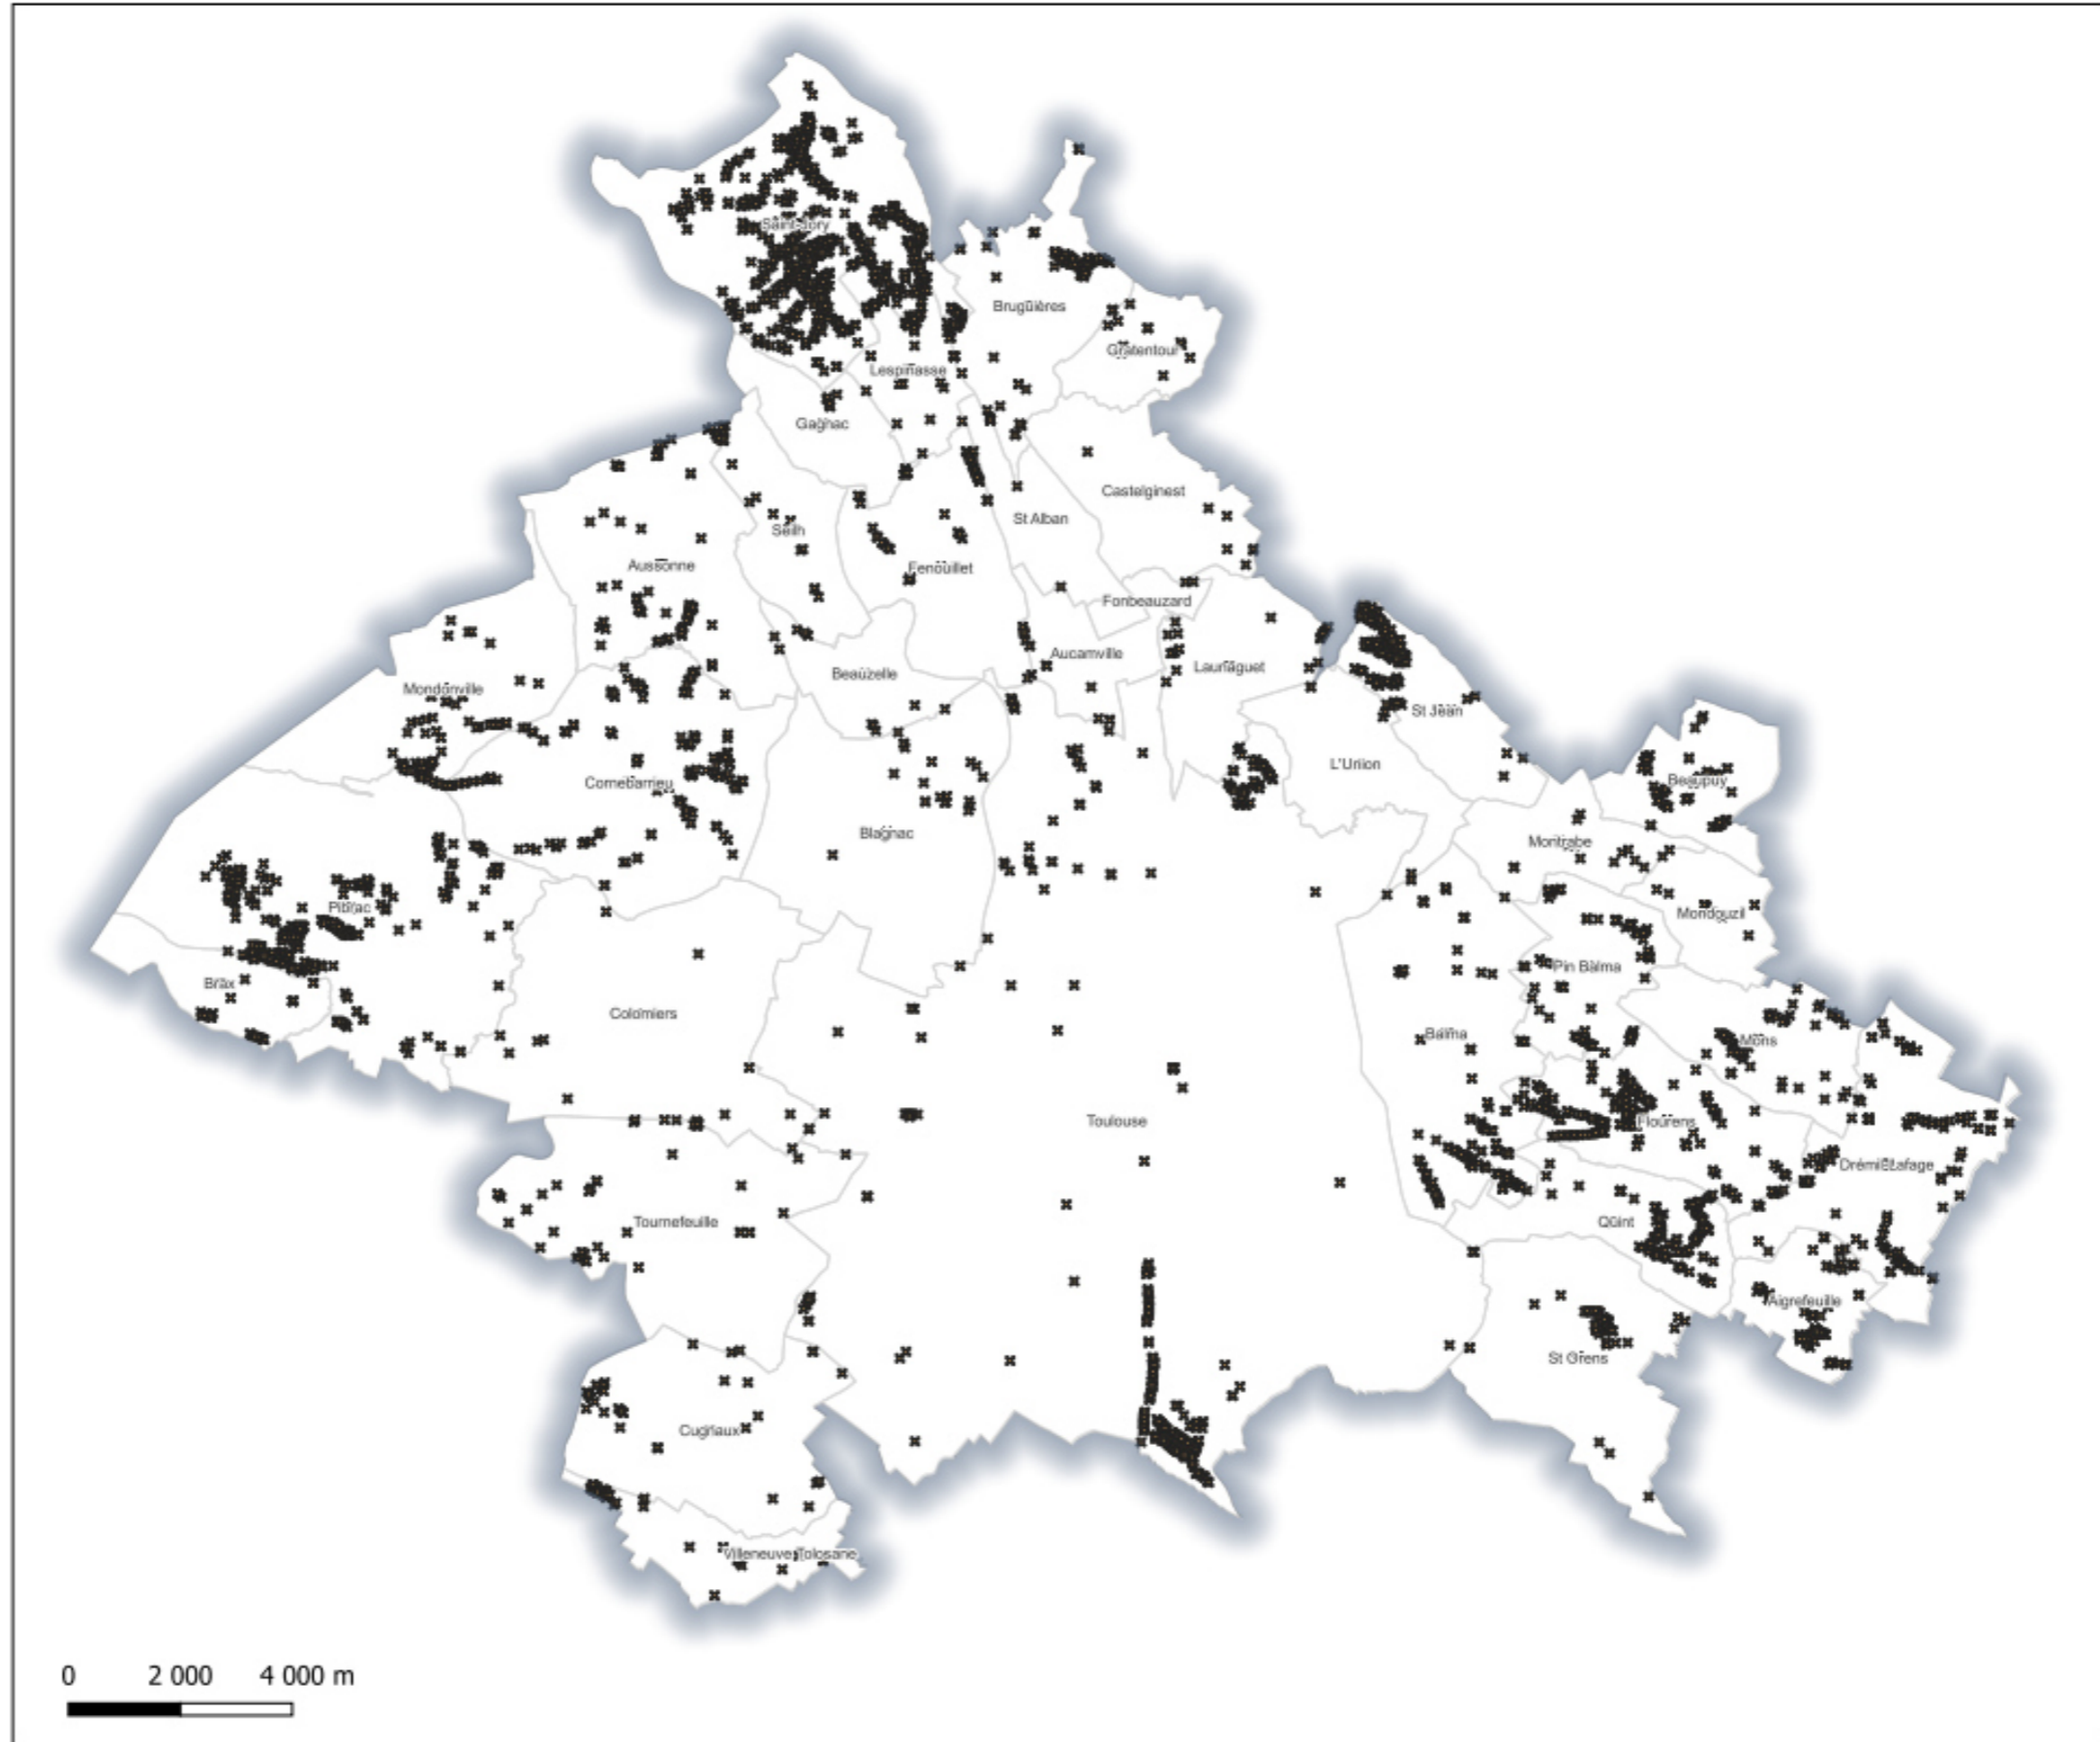 Saint-Jory
Bruguières
Gratentour
Lespinasse
Gagnac
Castelginest
St Alban
Seilh
Aussonne
Fenouillet
Fonbeauzard
Aucamville
Launaguet
Beauzelle
Mondonville
St Jean
L'Union
Beaupuy
Cornebarrieu
Blagnac
Montrabe
Pibrac
Mondouzil
Pin Balma
Brax
Colomiers
Balma
Mons
Toulouse
Flourens
Drémil-Lafage
Tournefeuille
Quint
Aigrefeuille
St Orens
Cugnaux
Villeneuve-Tolosane
0 2 000 4 000 m